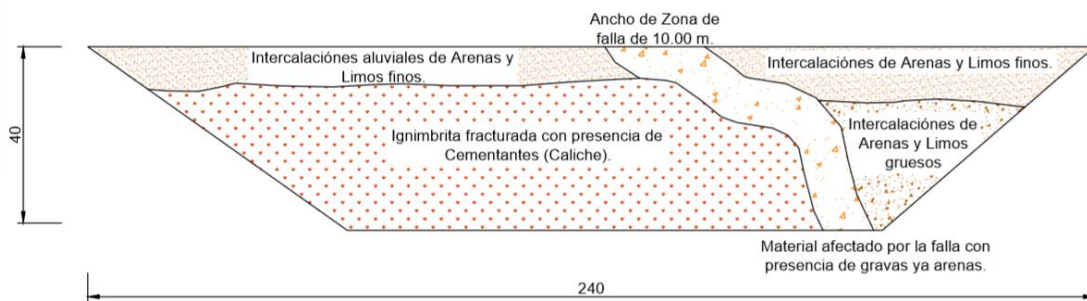 Ancho de Zona de
falla de 10.00 m.
Intercalaciónes aluviales de Arenas y
Limos finos.
Intercalaciónes de Arenas y Limos finos.
Ignimbrita fracturada con presencia de
Cementantes (Caliche).
Intercalaciónes de
Arenas y Limos
gruesos
40
Material afectado por la falla con
presencia de gravas ya arenas.
240